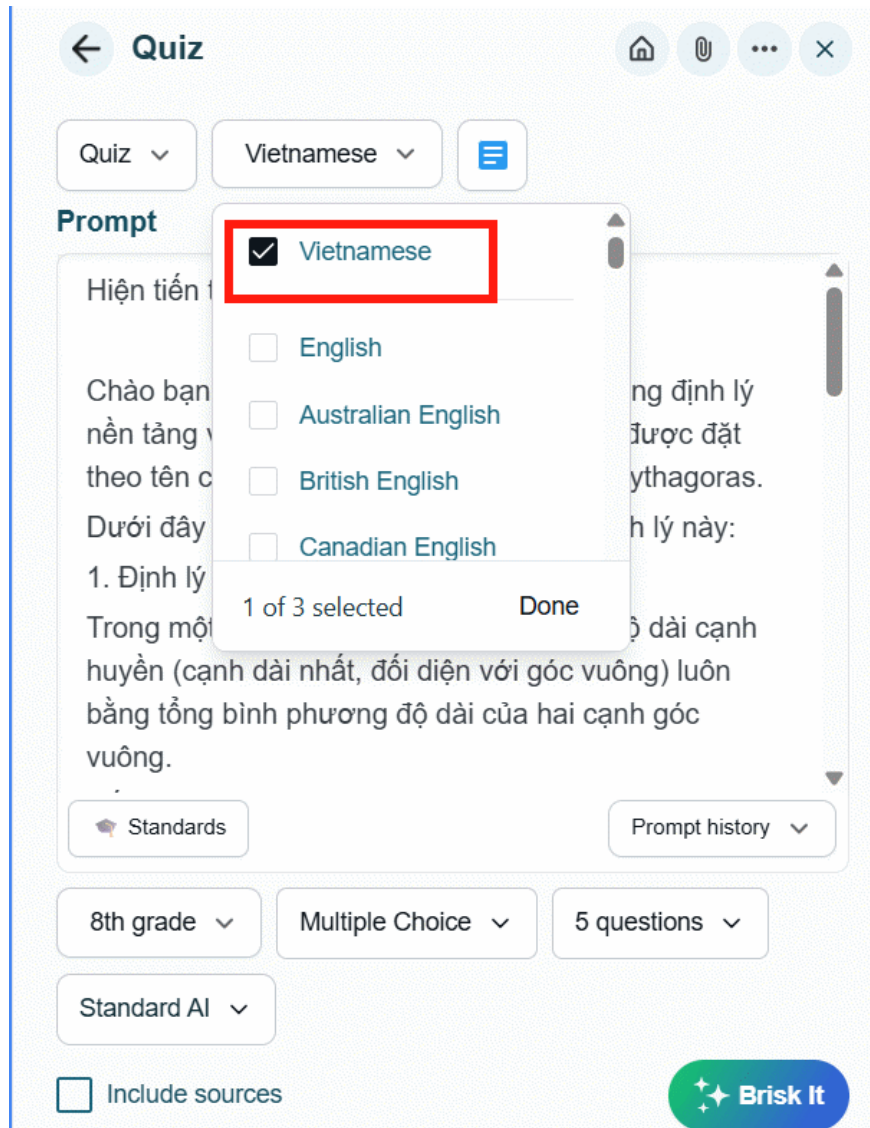 Quiz
Quiz
Vietnamese
Prompt
Vietnamese
English
Australian English
British English
Canadian English
1 of 3 selected
Done
Hiện tiến
Chào bạn ng định lý
nền tảng được đặt
theo tên c ythagoras.
Dưới đây h lý này:
1. Định lý
Trong một ộ dài cạnh
huyền (cạnh dài nhất, đối diện với góc vuông) luôn
bằng tổng bình phương độ dài của hai cạnh góc
vuông.
Standards
Prompt history
8th grade
Multiple Choice
5 questions
Standard AI
Include sources
Brisk It